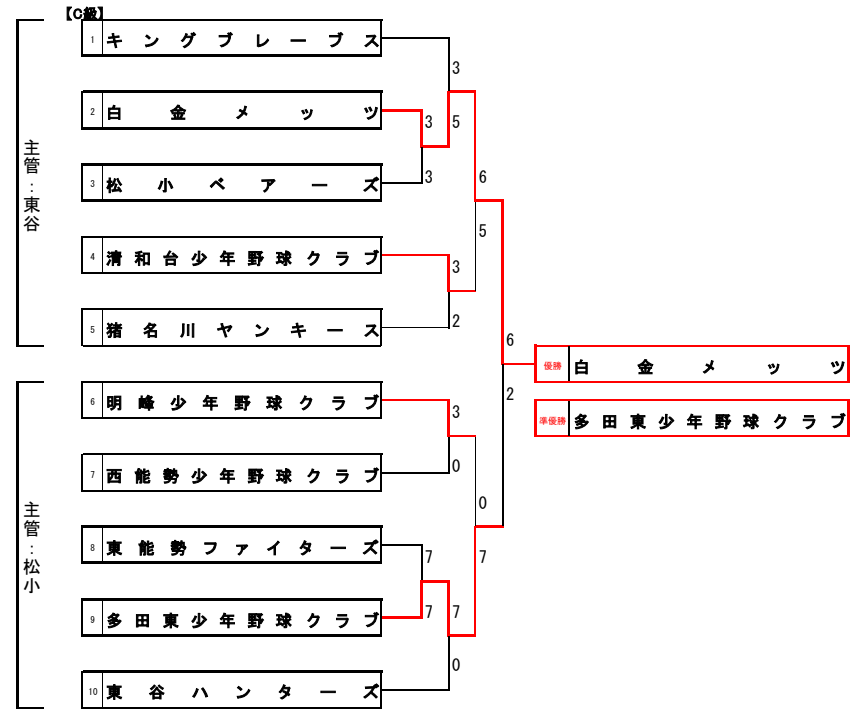 【C級】
主管：東谷
1 キングブレーブス
3
2 白金メッツ
3 5
3 松小ベアーズ
3
6
4 清和台少年野球クラブ
5
3
5 猪名川ヤンキース
2
6
優勝 白金メッツ
主管：松小
6 明峰少年野球クラブ
2
3
準優勝 多田東少年野球クラブ
7 西能勢少年野球クラブ
0
0
8 東能勢ファイターズ
7 7
9 多田東少年野球クラブ
7 7
10 東谷ハンターズ
0